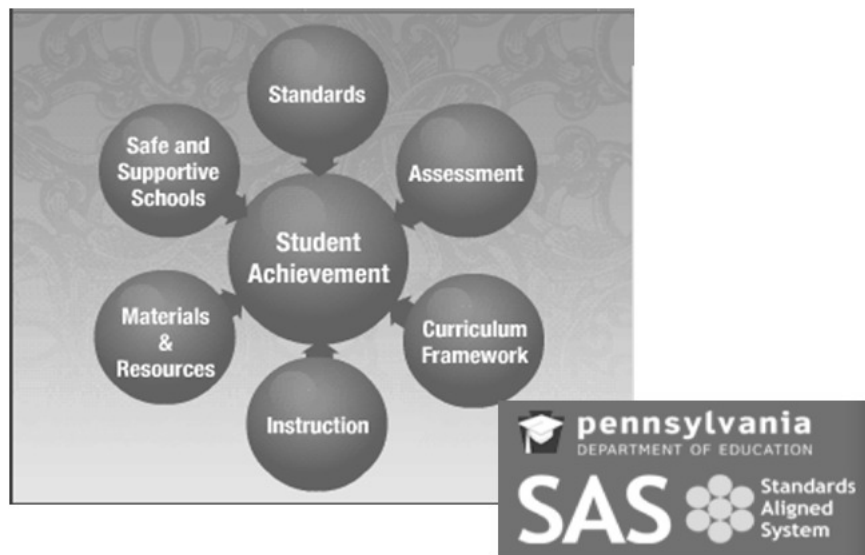 Standards
Assessment
Curriculum
Framework
Instruction
Materials
&
Resources
Safe and
Supportive
Schools
Student
Achievement
pennsylvania
DEPARTMENT OF EDUCATION
SAS
Standards
Aligned
System